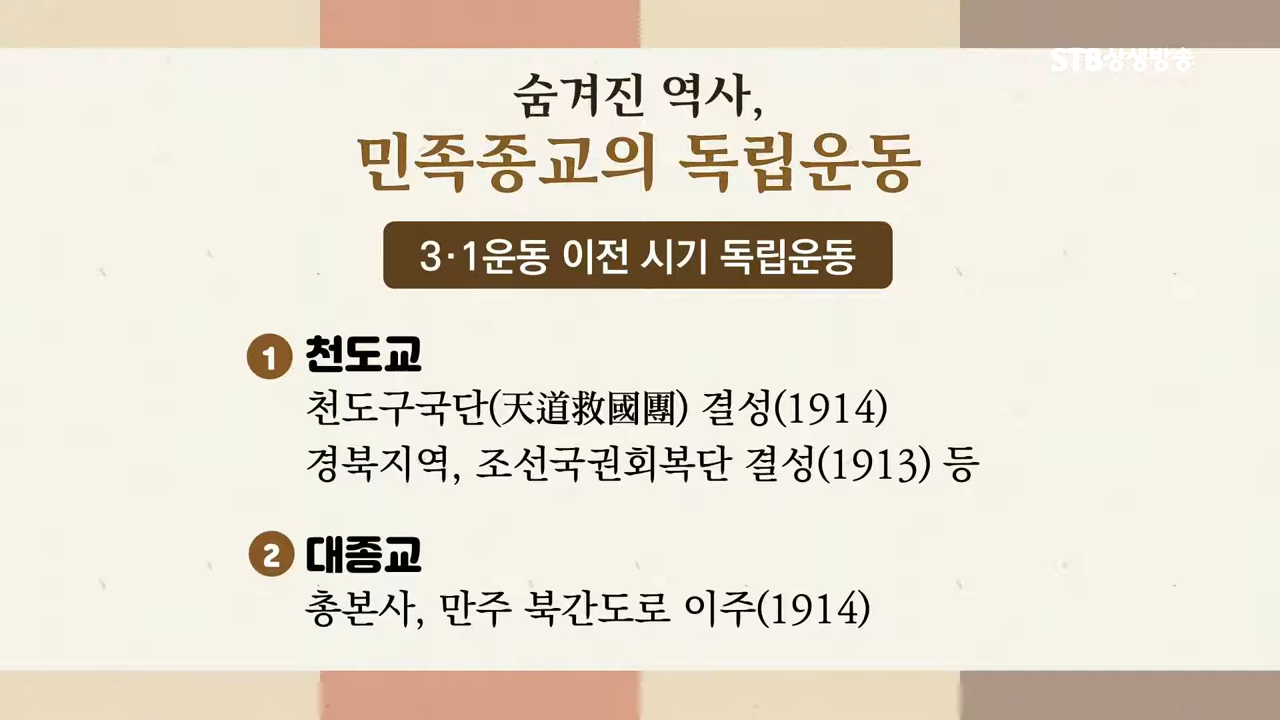 STB상생방송
숨겨진 역사,
민족종교의 독립운동
3·1운동 이전 시기 독립운동
1 천도교
천도구국단(天道救國團) 결성(1914)
경북지역, 조선국권회복단 결성(1913) 등
2 대종교
총본사, 만주 북간도로 이주(1914)